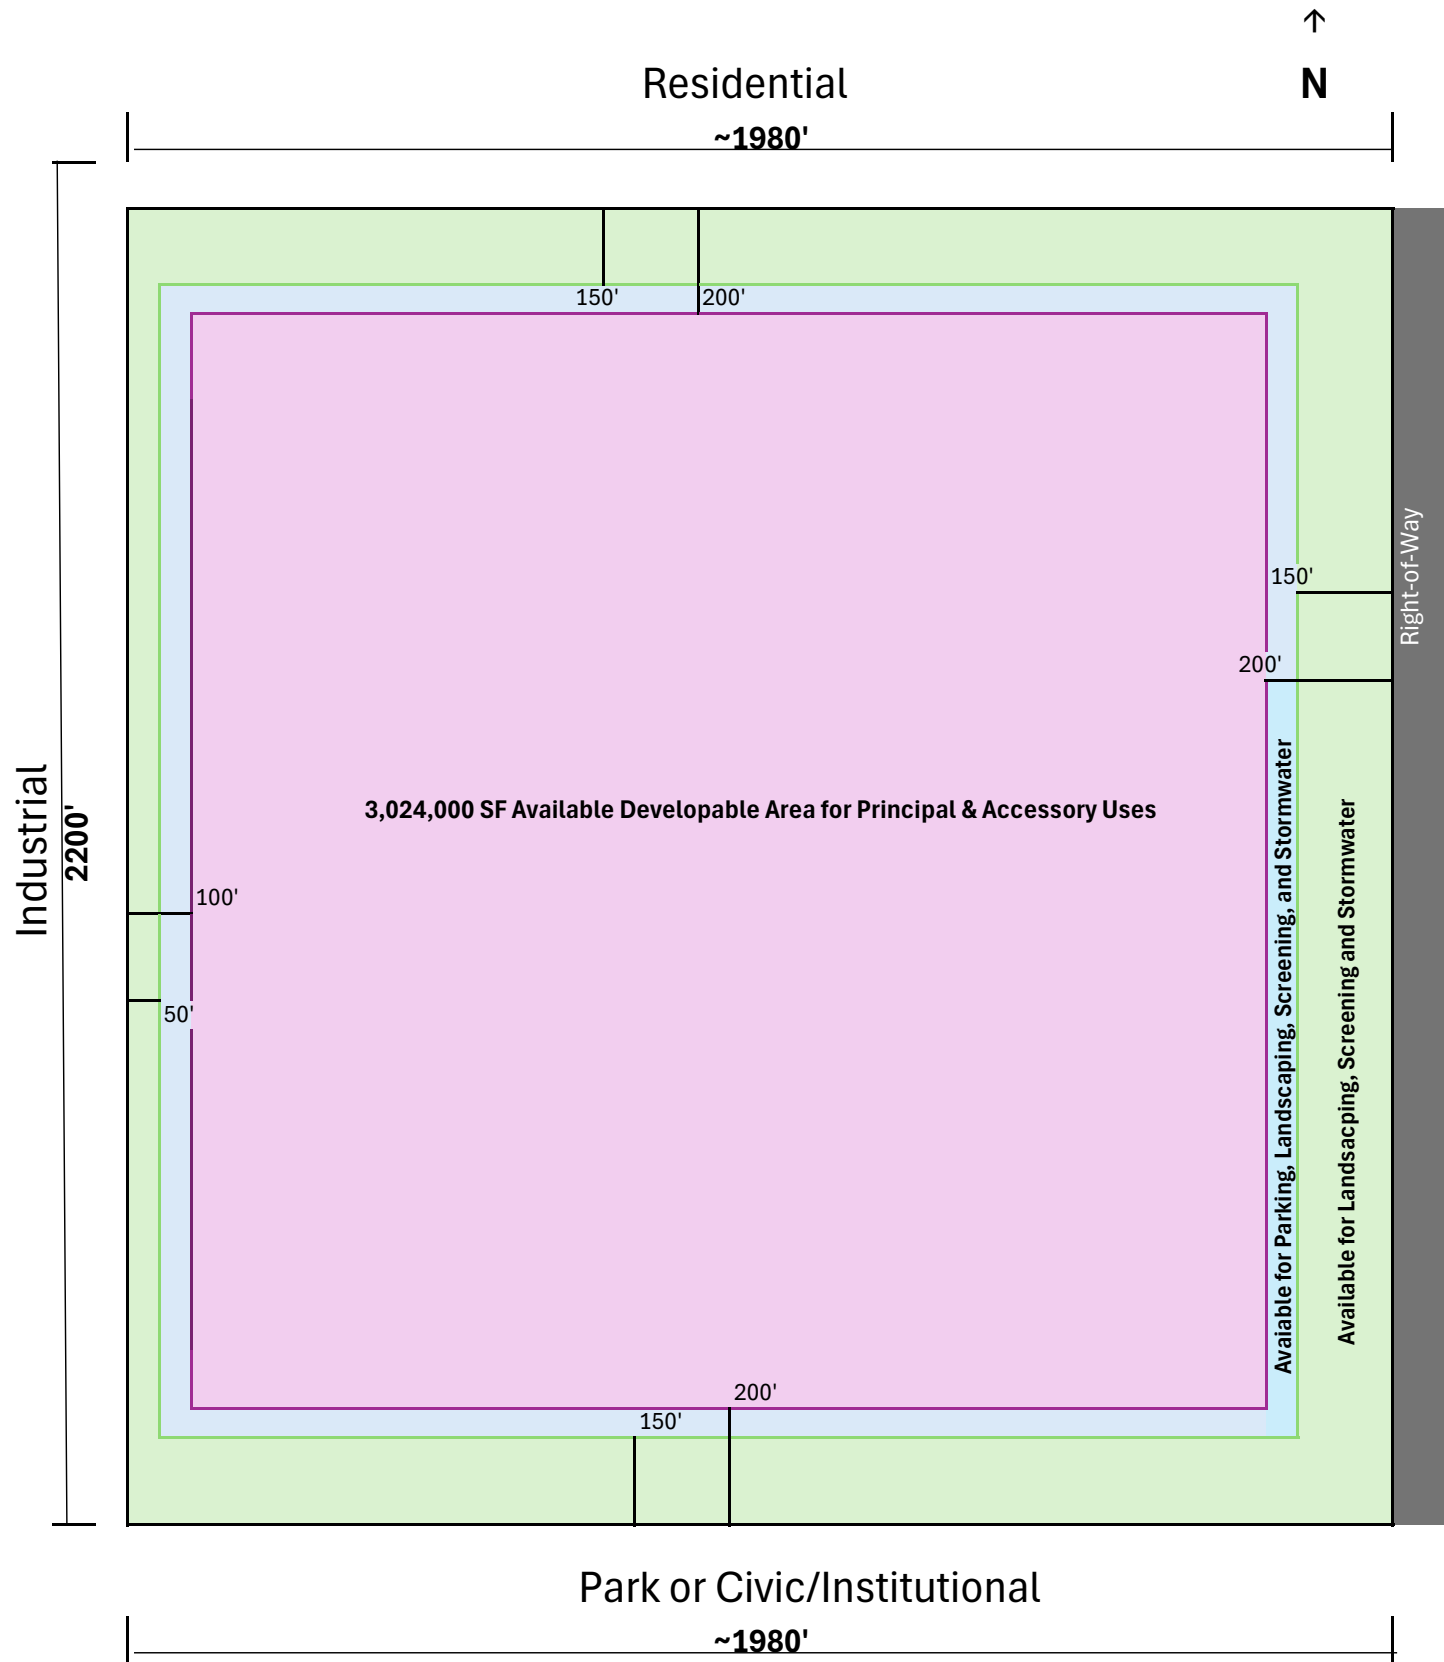 ↑
Residential
N
~1980'
150'
200'
150'
Right-of-Way
200'
Industrial
2200'
3,024,000 SF Available Developable Area for Principal & Accessory Uses
Avaiable for Parking, Landscaping, Screening, and Stormwater
Available for Landsacping, Screening and Stormwater
100'
50'
200'
150'
Park or Civic/Institutional
~1980'